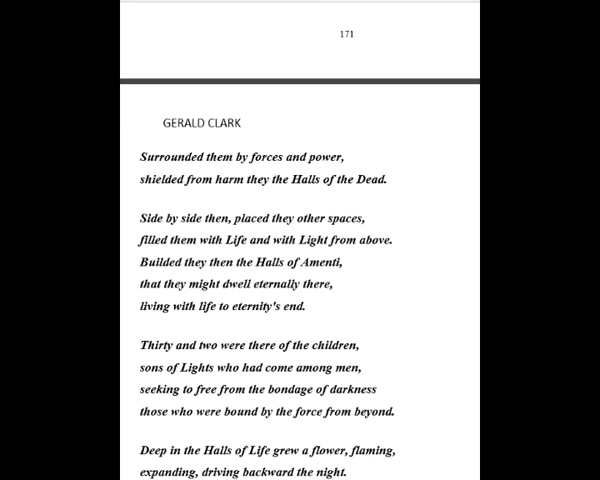 171
GERALD CLARK
Surrounded them by forces and power,
shielded from harm they the Halls of the Dead.
Side by side then, placed they other spaces,
filled them with Life and with Light from above.
Builded they then the Halls of Amenti,
that they might dwell eternally there,
living with life to eternity's end.
Thirty and two were there of the children,
sons of Lights who had come among men,
seeking to free from the bondage of darkness
those who were bound by the force from beyond.
Deep in the Halls of Life grew a flower, flaming,
expanding, driving backward the night.